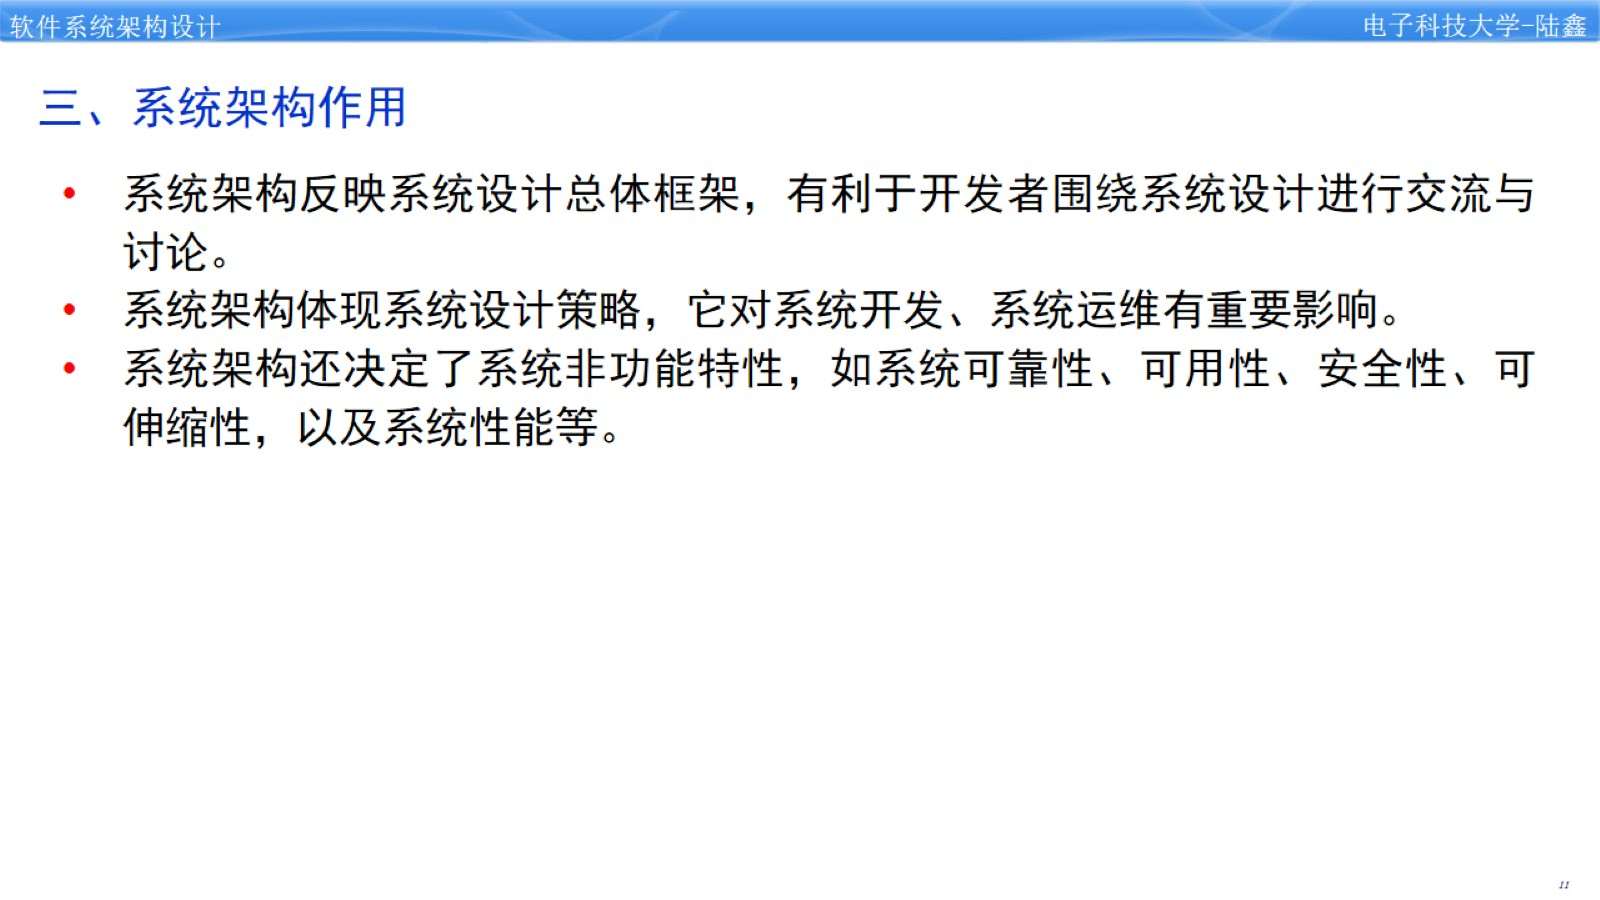 软件系统架构设计
电子科技大学-陆鑫
三、系统架构作用
• 系统架构反映系统设计总体框架，有利于开发者围绕系统设计进行交流与
讨论。
• 系统架构体现系统设计策略，它对系统开发、系统运维有重要影响。
• 系统架构还决定了系统非功能特性，如系统可靠性、可用性、安全性、可
伸缩性，以及系统性能等。
11